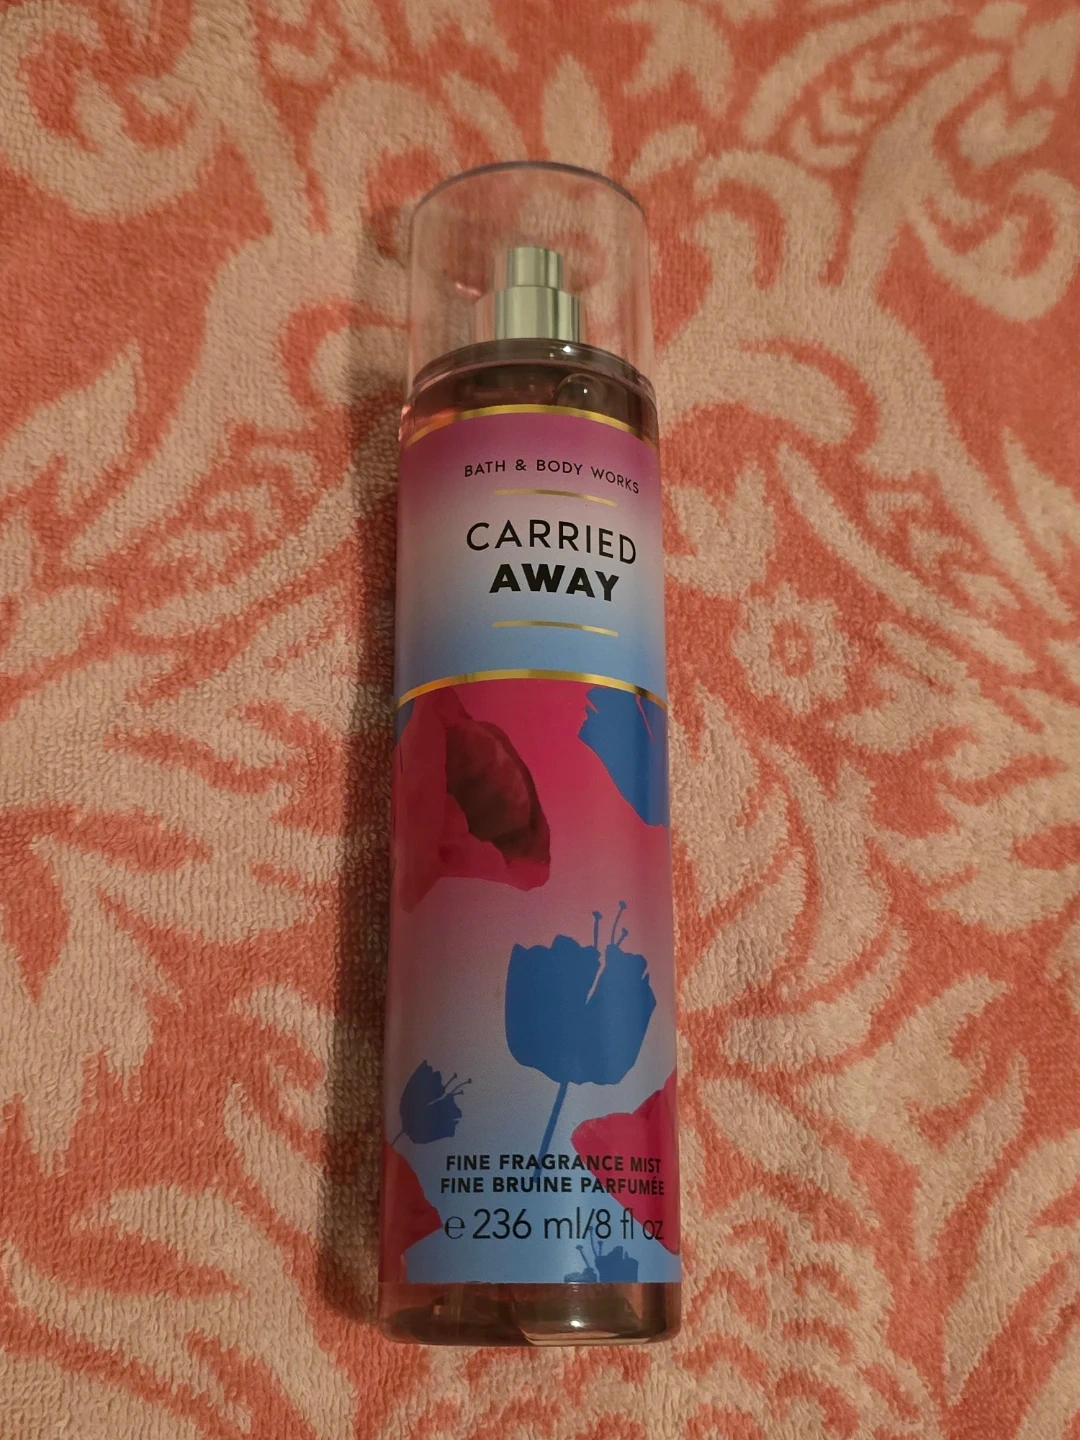 BATH & BODY WORKS
CARRIED
AWAY
FINE FRAGRANCE MIST
FINE BRUINE PARFUMÉE
℮ 236 ml/8 fl oz